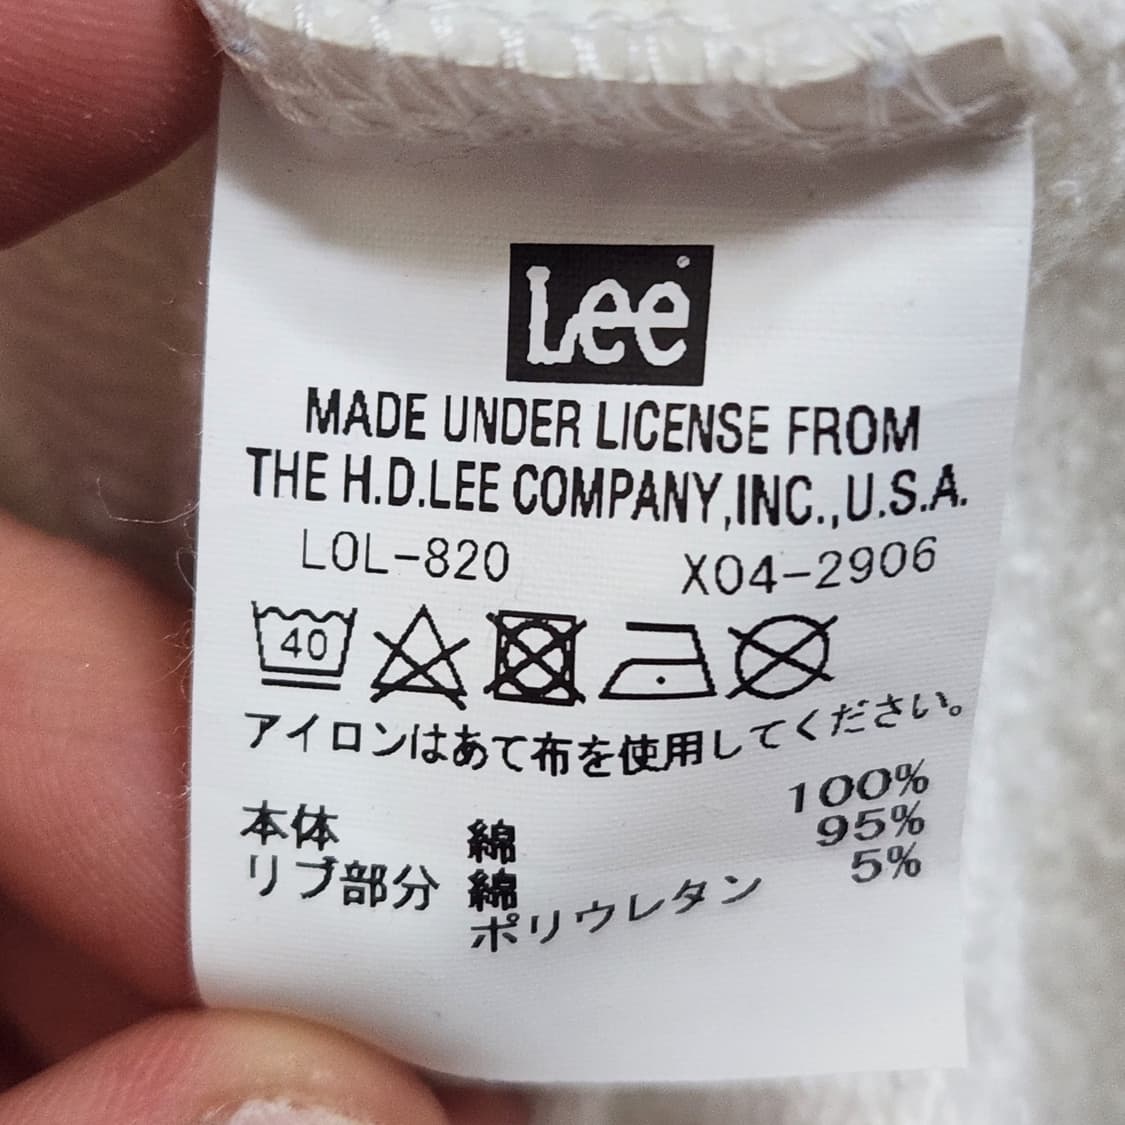 Lee
MADE UNDER LICENSE FROM
THE H.D.LEE COMPANY,INC.,U.S.A.
LOL-820 X04-2906
40
アイロンはあて布を使用してください。
本体 綿 100%
リブ部分 綿 95%
ポリウレタン 5%